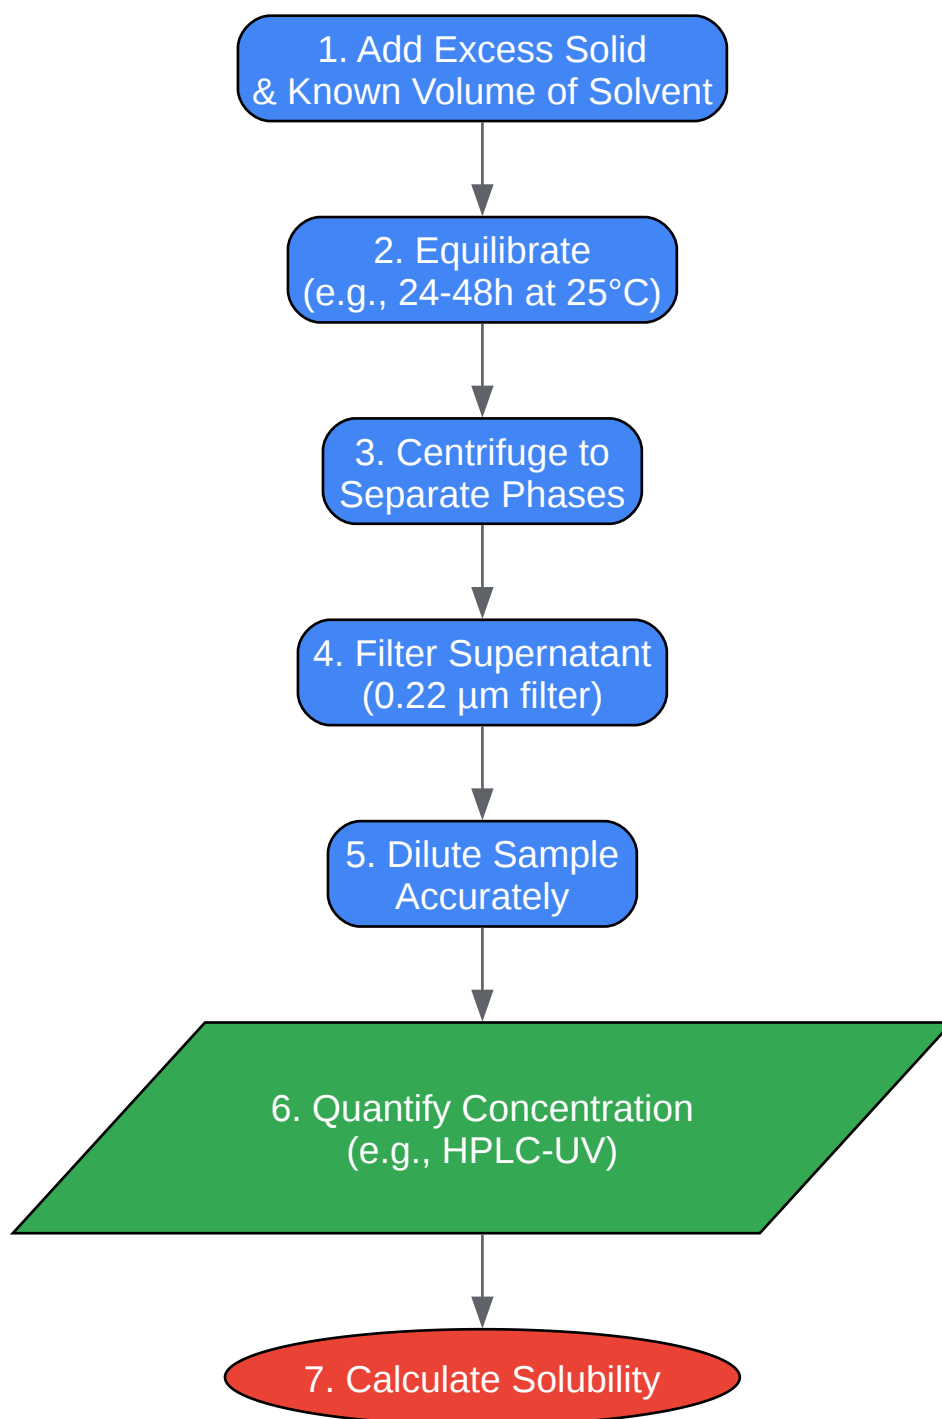 1. Add Excess Solid
& Known Volume of Solvent
2. Equilibrate
(e.g., 24-48h at 25°C)
3. Centrifuge to
Separate Phases
4. Filter Supernatant
(0.22 µm filter)
5. Dilute Sample
Accurately
6. Quantify Concentration
(e.g., HPLC-UV)
7. Calculate Solubility